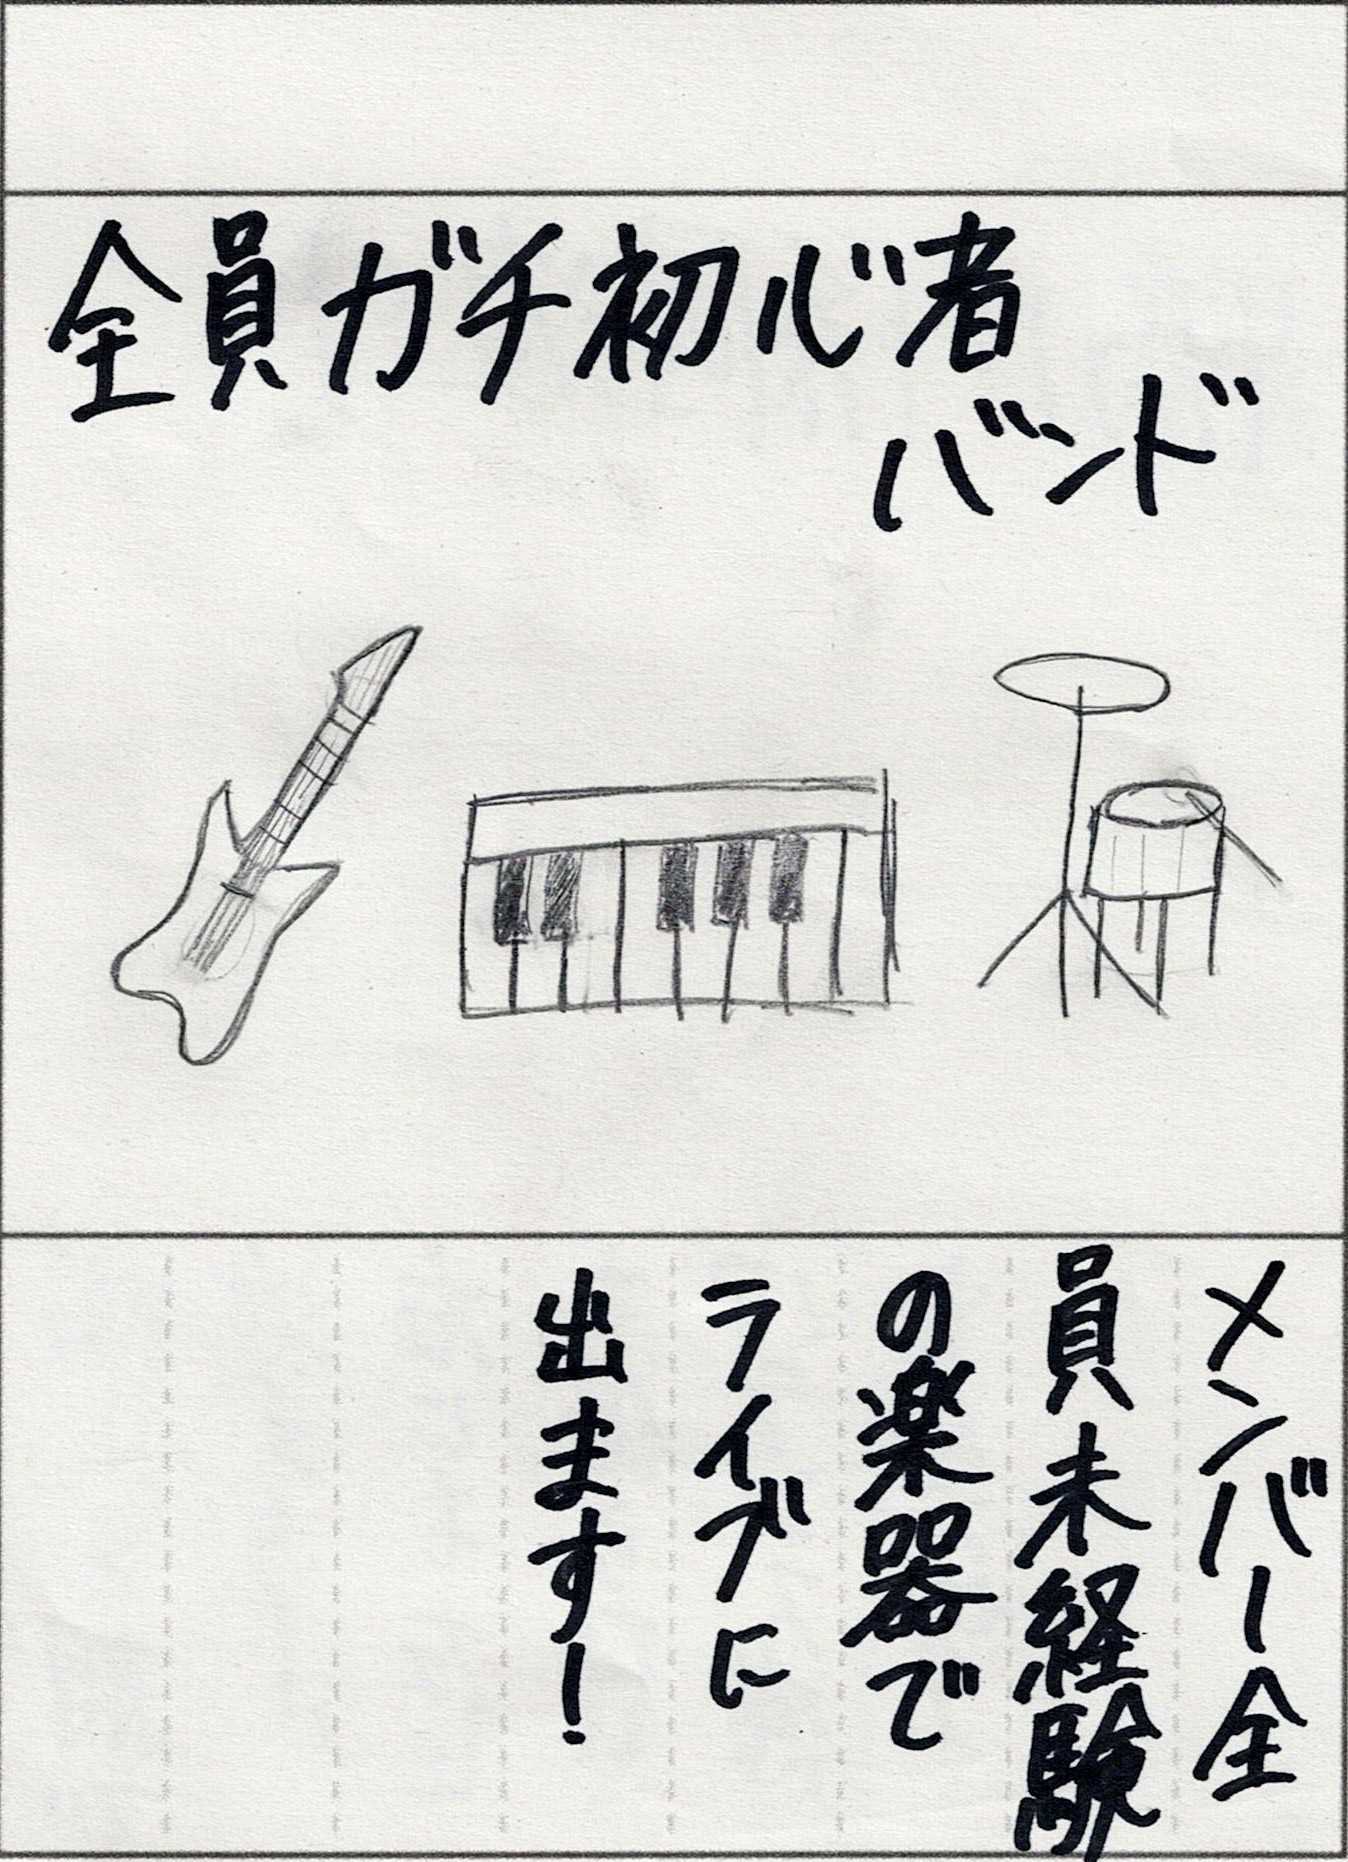 全員ガチ初心者
バンド
メンバー全
員未経験
の楽器で
ライブに
出ます!